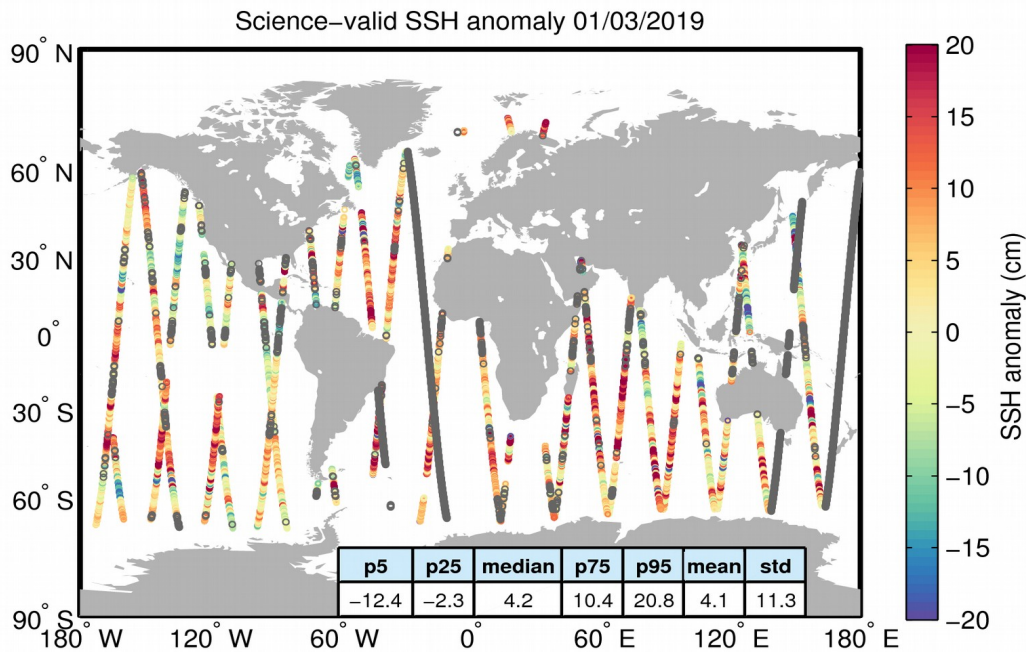 Science−valid SSH anomaly 01/03/2019
90° N
60° N
30° N
0°
30° S
60° S
90° S
180° W
120° W
60° W
0°
60° E
120° E
180° E
p5 p25 median p75 p95 mean std
−12.4 −2.3 4.2 10.4 20.8 4.1 11.3
20
15
10
5
0
−5
−10
−15
−20
SSH anomaly (cm)